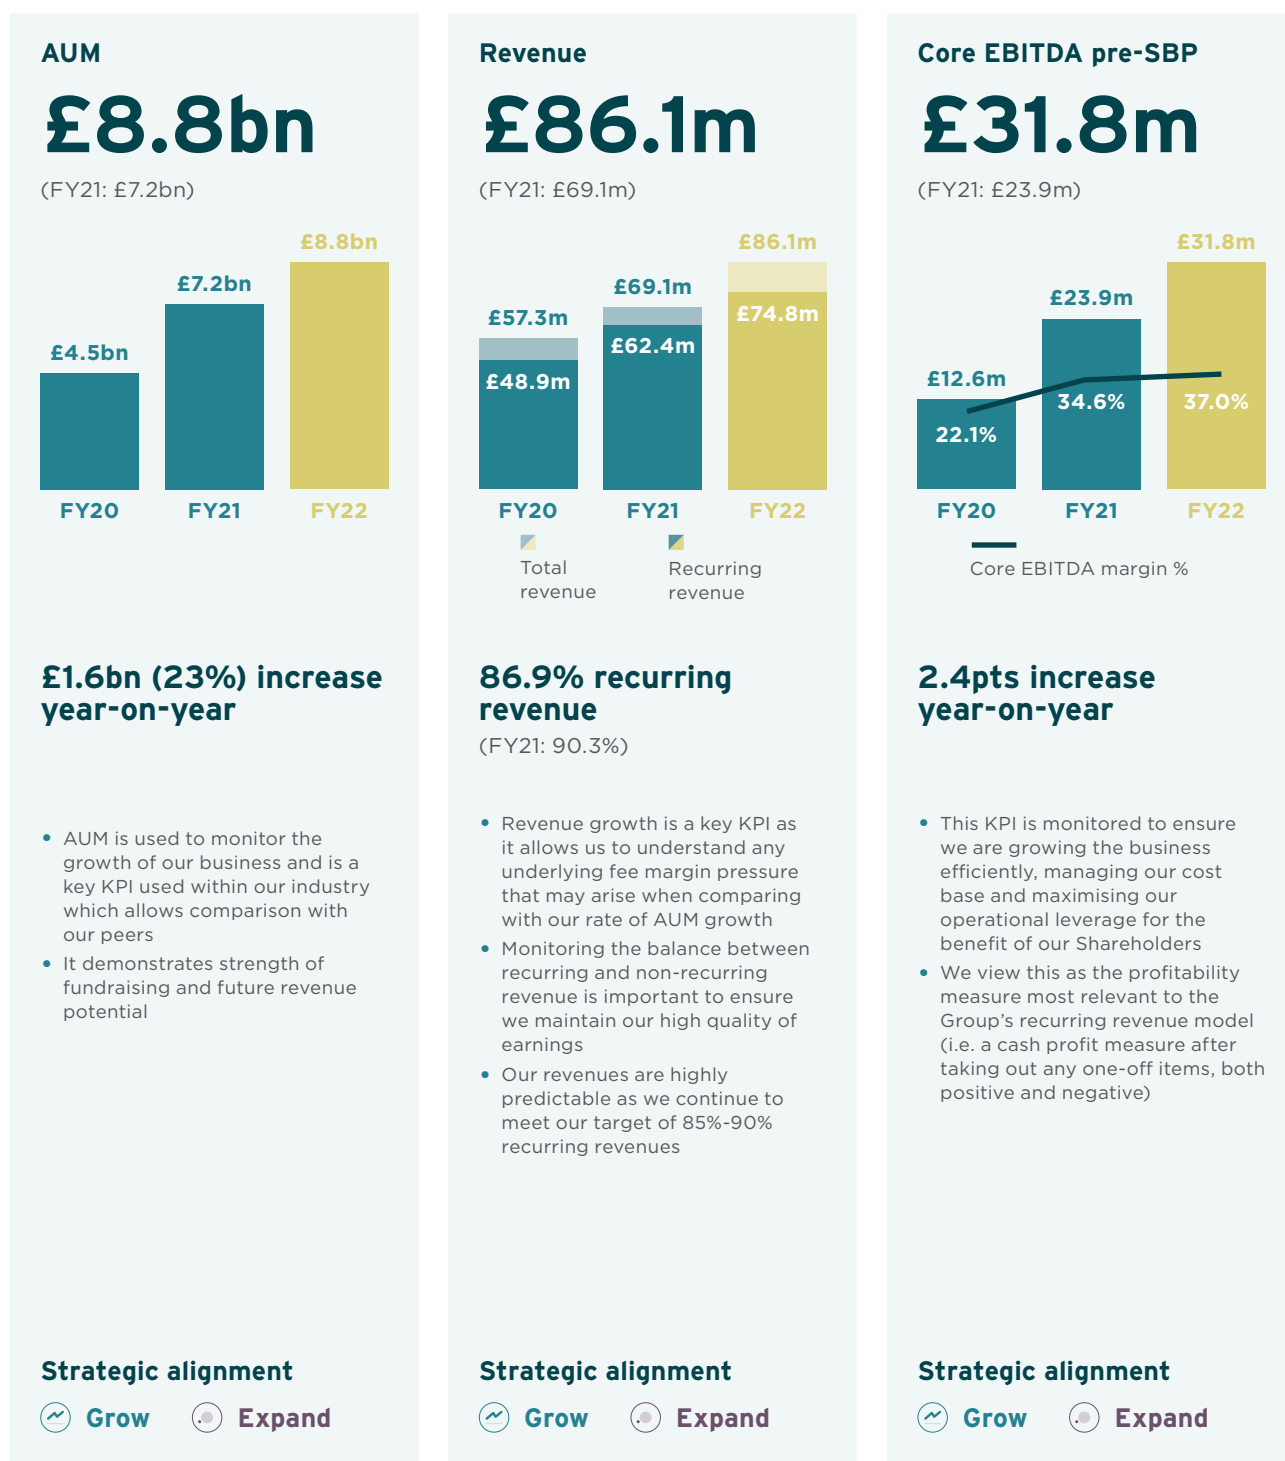 AUM
£8.8bn
(FY21: £7.2bn)
£4.5bn
£7.2bn
£8.8bn
FY20
FY21
FY22
£1.6bn (23%) increase
year-on-year
• AUM is used to monitor the
growth of our business and is a
key KPI used within our industry
which allows comparison with
our peers
• It demonstrates strength of
fundraising and future revenue
potential
Strategic alignment
Grow
Expand
Revenue
£86.1m
(FY21: £69.1m)
£57.3m
£48.9m
£69.1m
£62.4m
£86.1m
£74.8m
FY20
FY21
FY22
Total
revenue
Recurring
revenue
86.9% recurring
revenue
(FY21: 90.3%)
• Revenue growth is a key KPI as
it allows us to understand any
underlying fee margin pressure
that may arise when comparing
with our rate of AUM growth
• Monitoring the balance between
recurring and non-recurring
revenue is important to ensure
we maintain our high quality of
earnings
• Our revenues are highly
predictable as we continue to
meet our target of 85%-90%
recurring revenues
Strategic alignment
Grow
Expand
Core EBITDA pre-SBP
£31.8m
(FY21: £23.9m)
£12.6m
22.1%
£23.9m
34.6%
£31.8m
37.0%
FY20
FY21
FY22
Core EBITDA margin %
2.4pts increase
year-on-year
• This KPI is monitored to ensure
we are growing the business
efficiently, managing our cost
base and maximising our
operational leverage for the
benefit of our Shareholders
• We view this as the profitability
measure most relevant to the
Group’s recurring revenue model
(i.e. a cash profit measure after
taking out any one-off items, both
positive and negative)
Strategic alignment
Grow
Expand